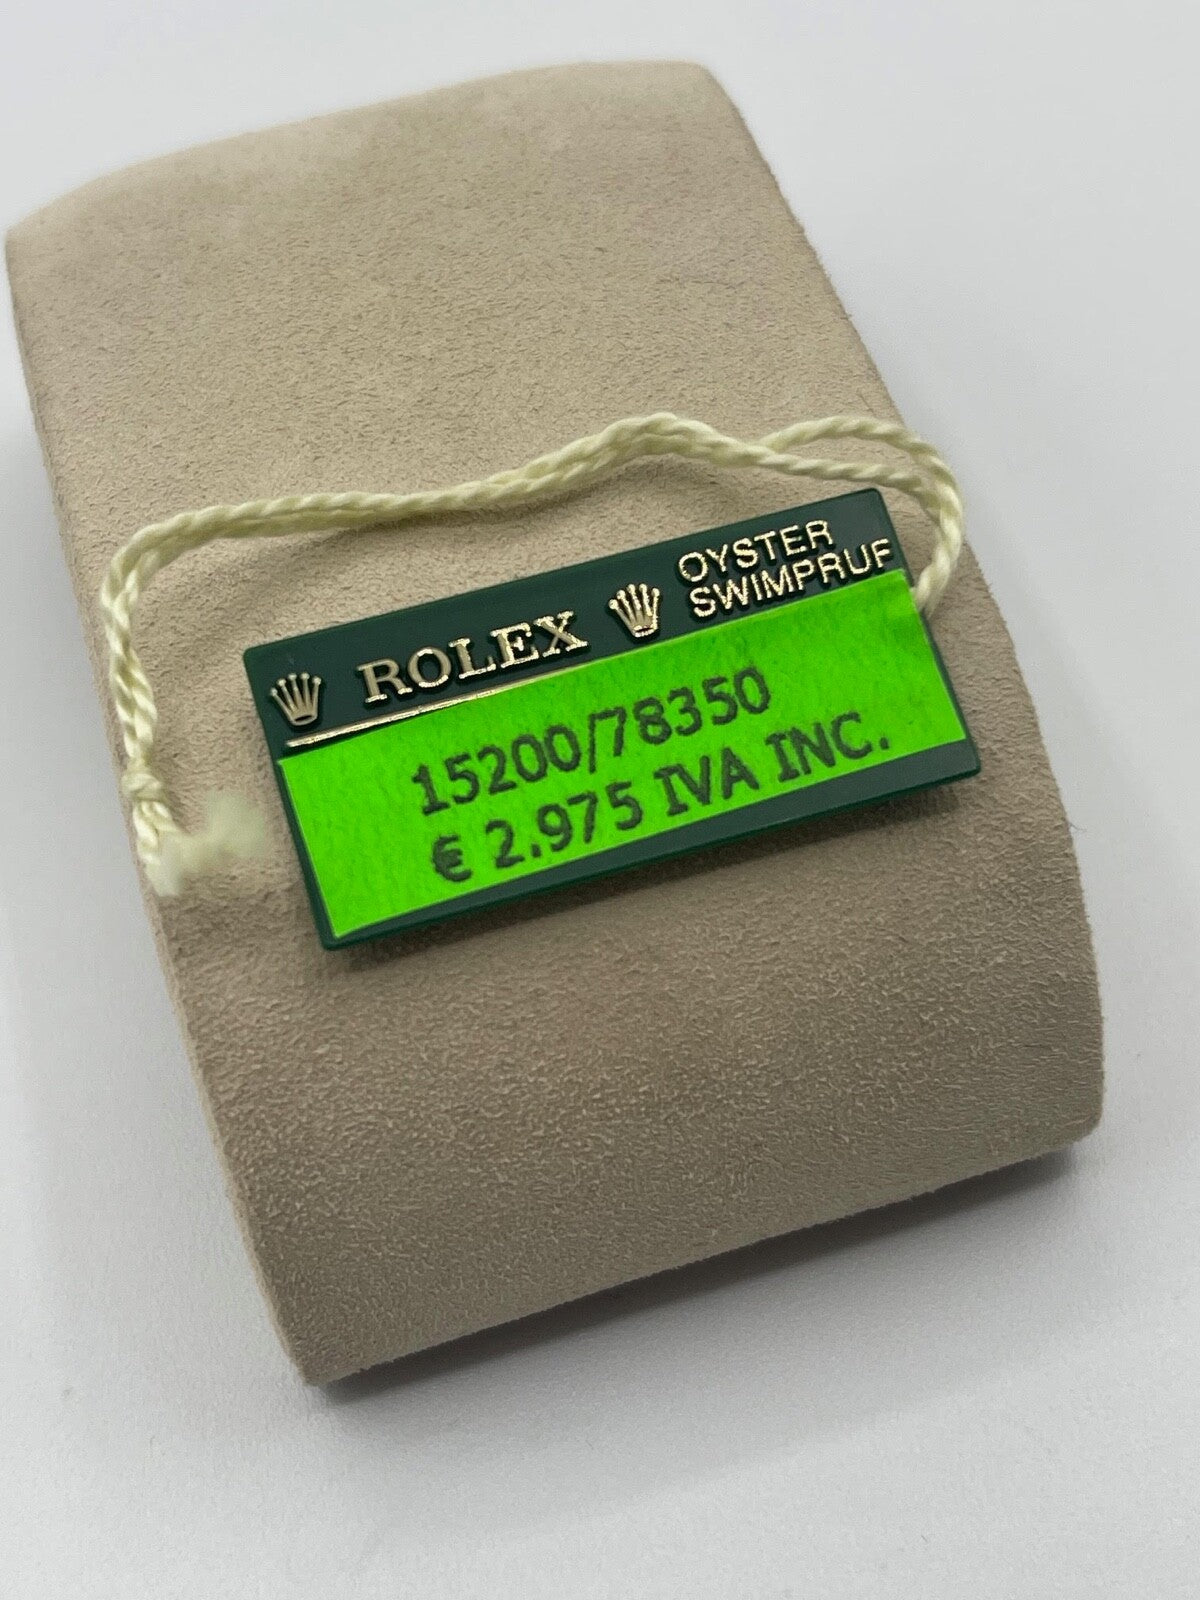 ROLEX
OYSTER
SWIMPRUF
15200/78350
€ 2.975 IVA INC.